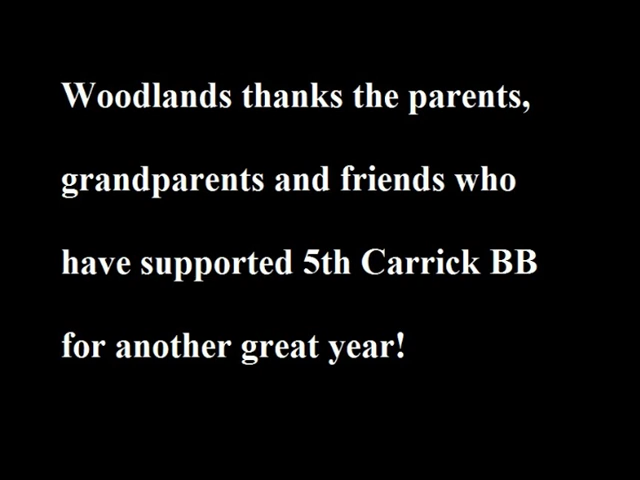 Woodlands thanks the parents,
grandparents and friends who
have supported 5th Carrick BB
for another great year!